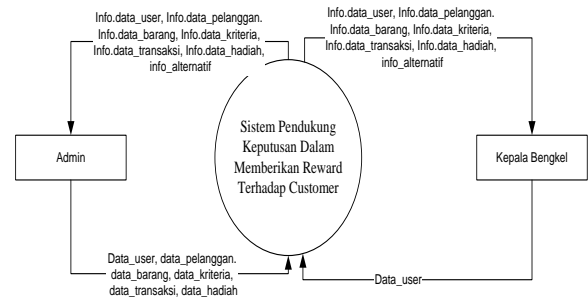 Info.data_user, Info.data_pelanggan.
Info.data_barang, Info.data_kriteria,
Info.data_transaksi, Info.data_hadiah,
info_alternatif
Info.data_user, Info.data_pelanggan.
Info.data_barang, Info.data_kriteria,
Info.data_transaksi, Info.data_hadiah,
info_alternatif
Admin
Sistem Pendukung
Keputusan Dalam
Memberikan Reward
Terhadap Customer
Kepala Bengkel
Data_user, data_pelanggan.
data_barang, data_kriteria,
data_transaksi, data_hadiah
Data_user